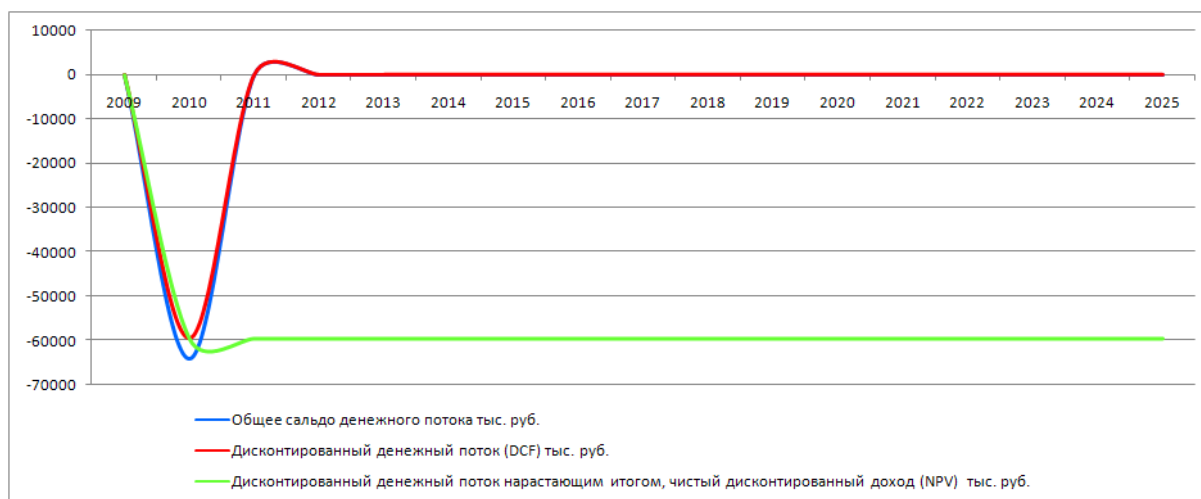 10000
0
2009 2010 2011 2012 2013 2014 2015 2016 2017 2018 2019 2020 2021 2022 2023 2024 2025
-10000
-20000
-30000
-40000
-50000
-60000
-70000
Общее сальдо денежного потока тыс. руб.
Дисконтированный денежный поток (DCF) тыс. руб.
Дисконтированный денежный поток нарастающим итогом, чистый дисконтированный доход (NPV) тыс. руб.